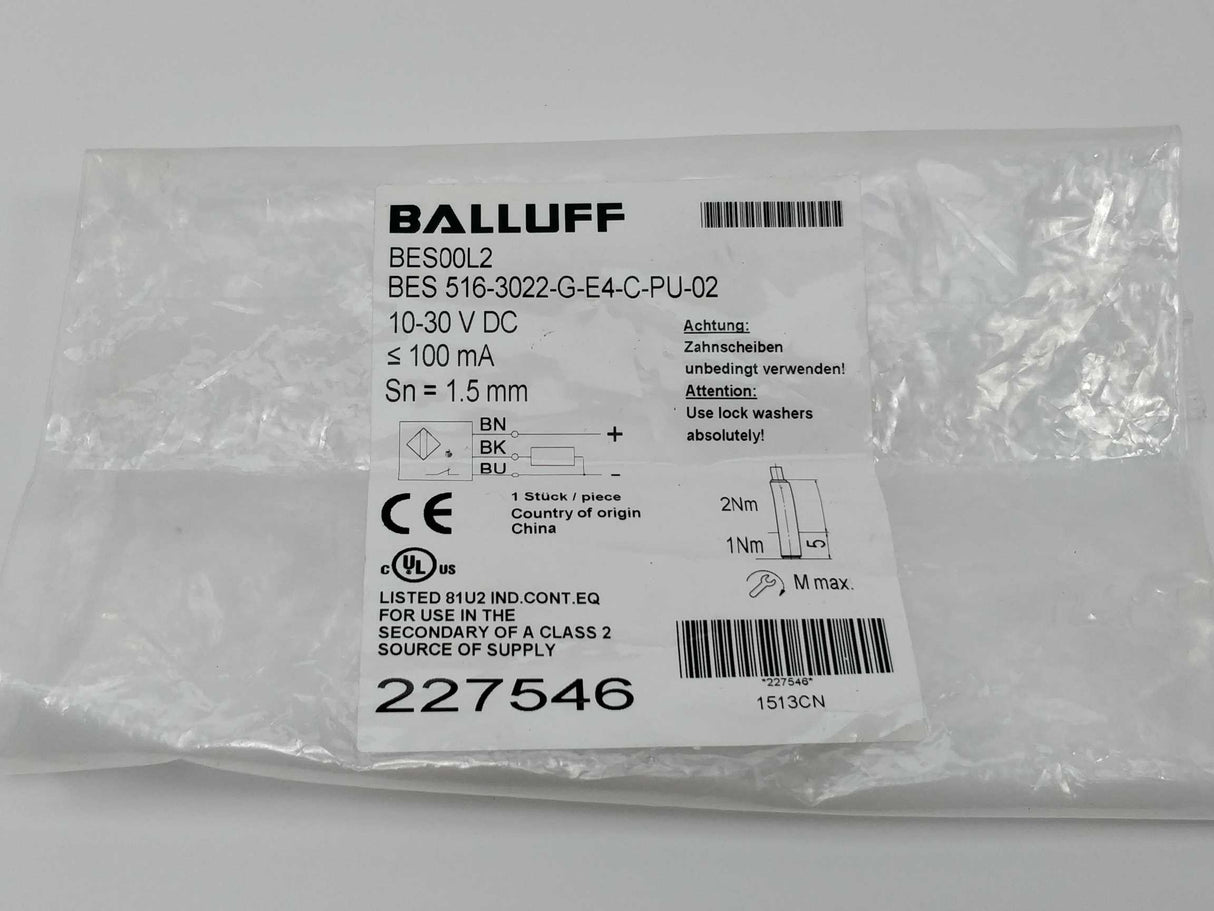 BALLUFF
BES00L2
BES 516-3022-G-E4-C-PU-02
10-30 V DC
≤ 100 mA
Sn = 1.5 mm
Achtung:
Zahnscheiben
unbedingt verwenden!
Attention:
Use lock washers
absolutely!
BN +
BK
BU -
1 Stück / piece
Country of origin
China
CE
2Nm
1Nm 5
M max.
c UL US
LISTED 81U2 IND.CONT.EQ
FOR USE IN THE
SECONDARY OF A CLASS 2
SOURCE OF SUPPLY
227546
*227546*
1513CN